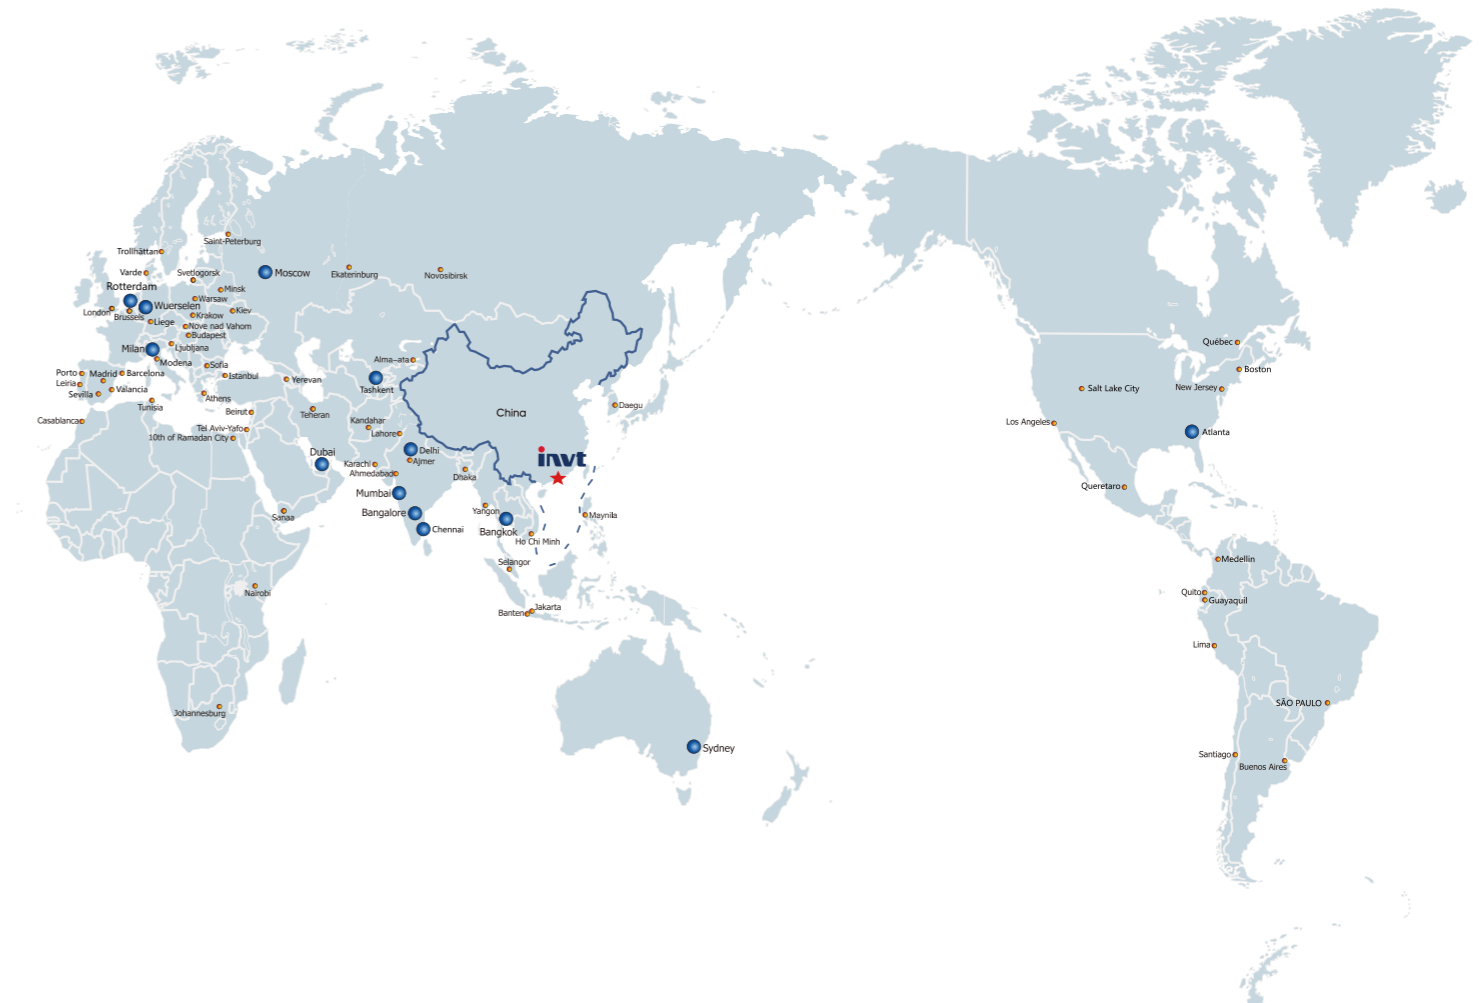 Saint-Peterburg
Trollhättan
Varde
Svetlogorsk
Moscow
Ekaterinburg
Novosibirsk
Rotterdam
Minsk
Warsaw
Wuerselen
London
Brussels
Liege
Krakow
Kiev
Nove nad Vahom
Budapest
Milan
Ljubljana
Modena
Sofia
Alma-ata
Porto
Madrid
Barcelona
Istanbul
Yerevan
Tashkent
Leiria
Valancia
Sevilla
Athens
Tunisia
Beirut
Teheran
Daegu
China
Casablanca
Tel Aviv-Yafo
Kandahar
Lahore
10th of Ramadan City
Dubai
Delhi
Ajmer
invt
Karachi
Ahmedabad
Dhaka
Mumbai
Sanaa
Bangalore
Yangon
Maynila
Chennai
Bangkok
Ho Chi Minh
Selangor
Nairobi
Banten
Jakarta
Johannesburg
Sydney
Québec
Boston
Salt Lake City
New Jersey
Los Angeles
Atlanta
Queretaro
Medellin
Quito
Guayaquil
Lima
SÃO PAULO
Santiago
Buenos Aires